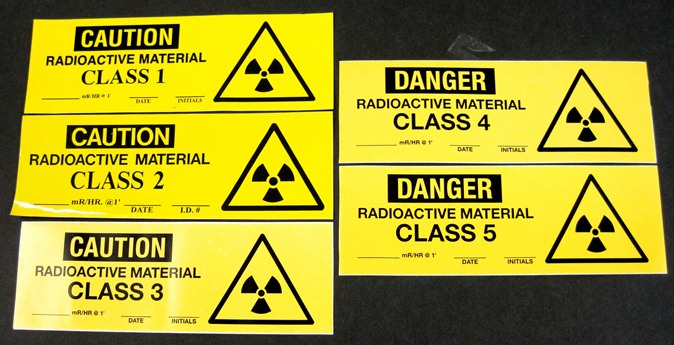 CAUTION
RADIOACTIVE MATERIAL
CLASS 1
mR/HR @ 1' DATE INITIALS
CAUTION
RADIOACTIVE MATERIAL
CLASS 2
mR/HR. @1' DATE I.D. #
CAUTION
RADIOACTIVE MATERIAL
CLASS 3
mR/HR @ 1' DATE INITIALS
DANGER
RADIOACTIVE MATERIAL
CLASS 4
mR/HR @ 1' DATE INITIALS
DANGER
RADIOACTIVE MATERIAL
CLASS 5
mR/HR @ 1' DATE INITIALS